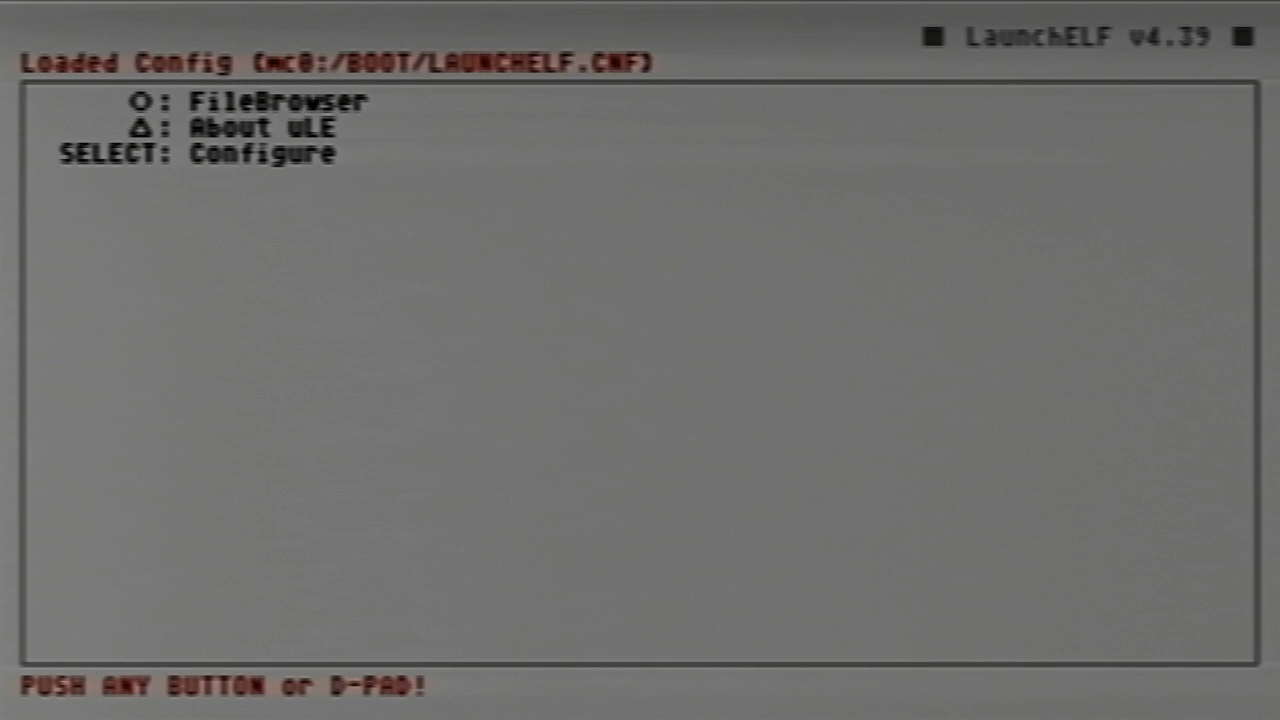 ■ LaunchELF v4.39 ■
Loaded Config (mc0:/BOOT/LAUNCHELF.CNF)
○: FileBrowser
△: About uLE
SELECT: Configure
PUSH ANY BUTTON or D-PAD!